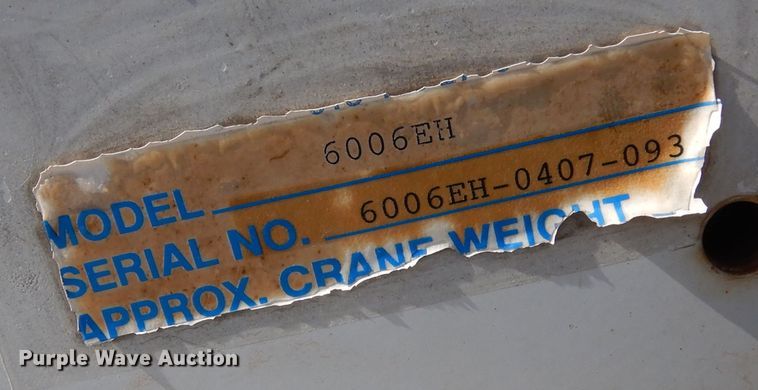 MODEL 6006EH
SERIAL NO. 6006EH-0407-093
APPROX. CRANE WEIGHT
Purple Wave Auction